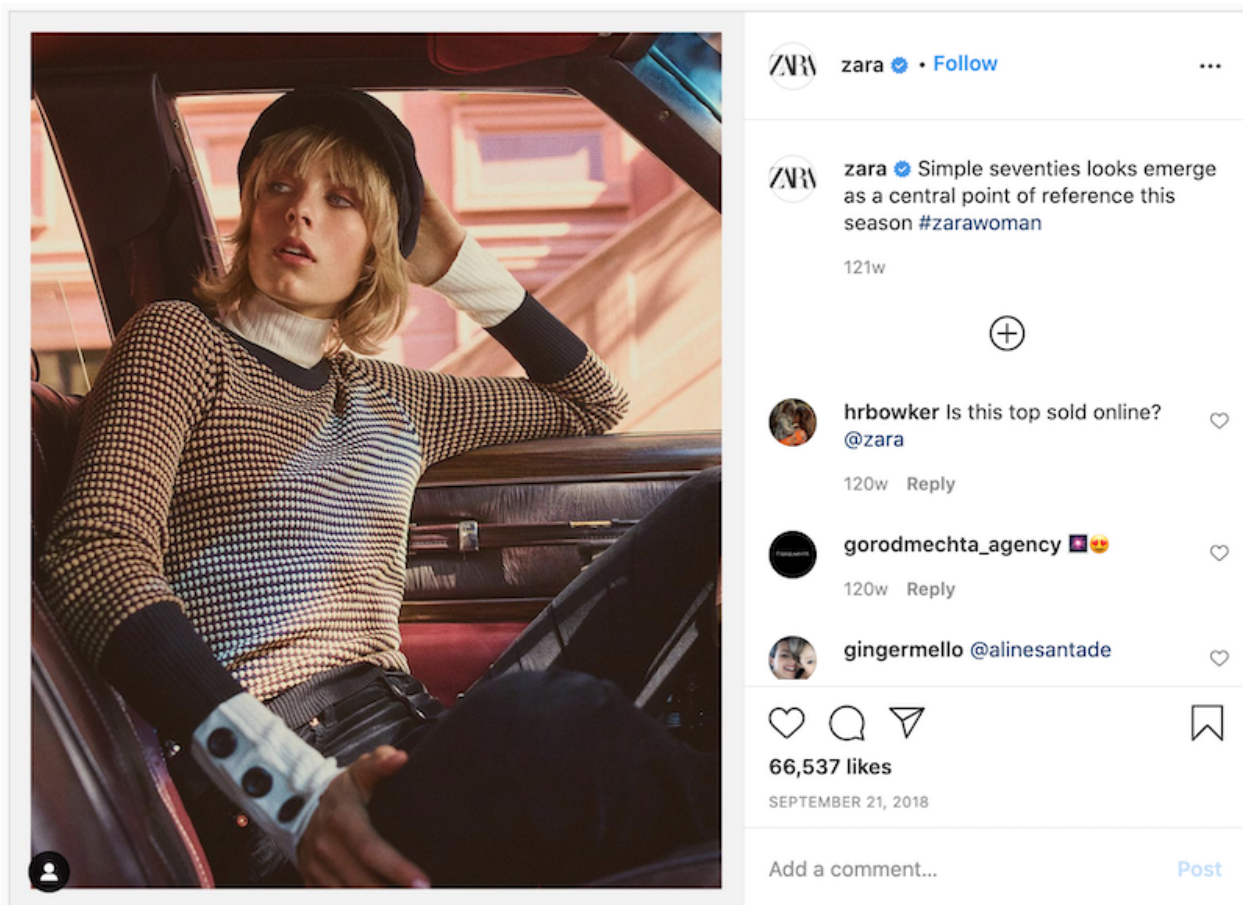 ZARA
zara • Follow
ZARA
zara Simple seventies looks emerge
as a central point of reference this
season #zarawoman
121w
hrbowker Is this top sold online?
@zara
120w Reply
gorodmechta_agency 🎆😍
120w Reply
gingermello @alinesantade
66,537 likes
SEPTEMBER 21, 2018
Add a comment...
Post